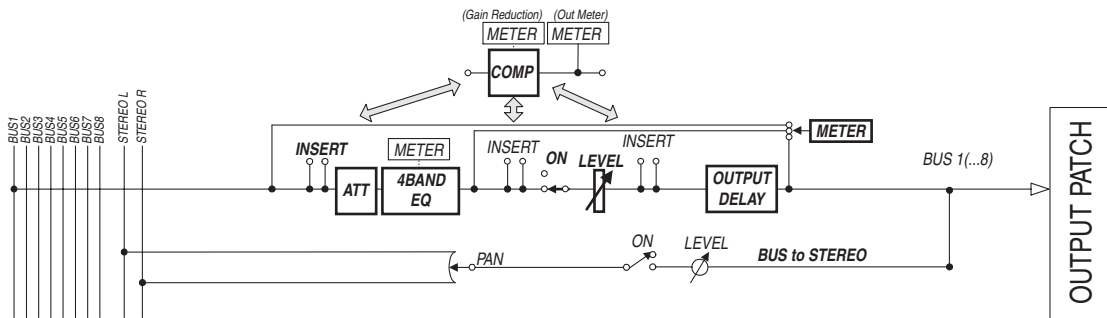 (Gain Reduction) (Out Meter)
METER METER
COMP
BUS1
BUS2
BUS3
BUS4
BUS5
BUS6
BUS7
BUS8
STEREO L
STEREO R
METER
INSERT
METER
INSERT
ON
LEVEL
INSERT
BUS 1(...8)
ATT
4BAND
EQ
OUTPUT
DELAY
PAN
ON
LEVEL
BUS to STEREO
OUTPUT PATCH